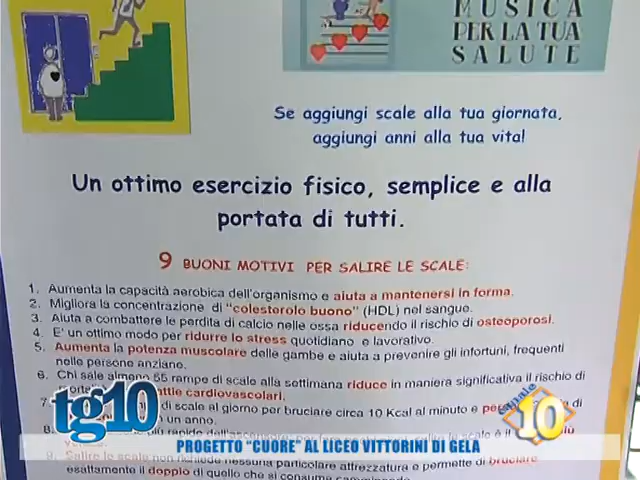 MUSICA
PER LA TUA
SALUTE
Se aggiungi scale alla tua giornata,
aggiungi anni alla tua vita!
Un ottimo esercizio fisico, semplice e alla
portata di tutti.
9 BUONI MOTIVI PER SALIRE LE SCALE:
1. Aumenta la capacità aerobica dell'organismo e aiuta a mantenersi in forma.
2. Migliora la concentrazione di "colesterolo buono" (HDL) nel sangue.
3. Aiuta a combattere le perdita di calcio nelle ossa riducendo il rischio di osteoporosi.
4. E' un ottimo modo per ridurre lo stress quotidiano e lavorativo.
5. Aumenta la potenza muscolare delle gambe e aiuta a prevenire gli infortuni, frequenti
nelle persone anziane.
6. Chi sale almeno 55 rampe di scale alla settimana riduce in maniera significativa il rischio di
cardiovascolari.
7 di scale al giorno per bruciare circa 10 Kcal al minuto e di
un anno.
8. più
9. Salire le scale non richiede nessuna particolare attrezzatura e permette di bruciare
esattamente il doppio di quello che si consuma
tg10
Canale
10
PROGETTO "CUORE" AL LICEO VITTORINI DI GELA